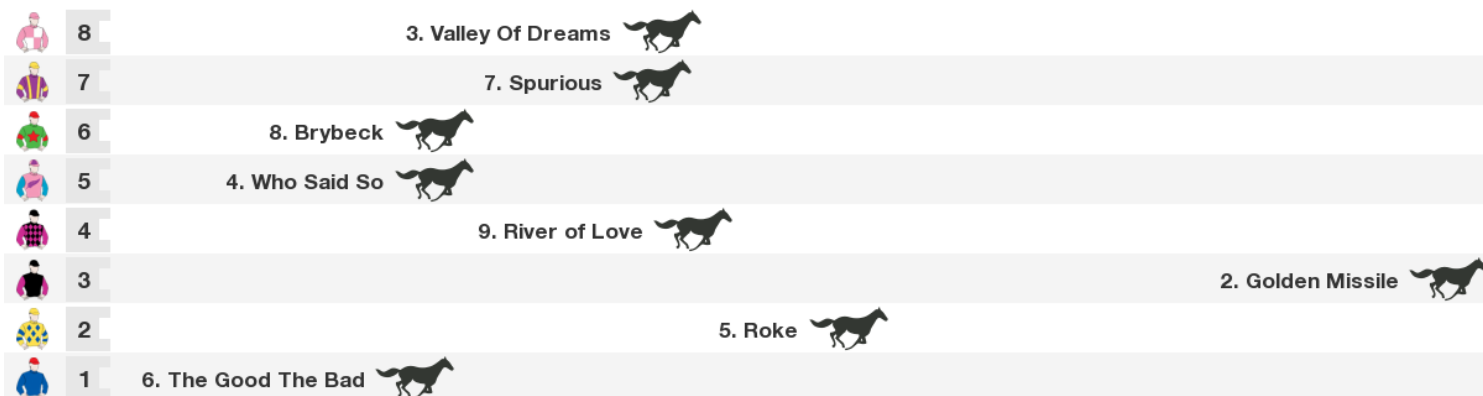 8 3. Valley Of Dreams
7 7. Spurious
6 8. Brybeck
5 4. Who Said So
4 9. River of Love
3 2. Golden Missile
2 5. Roke
1 6. The Good The Bad